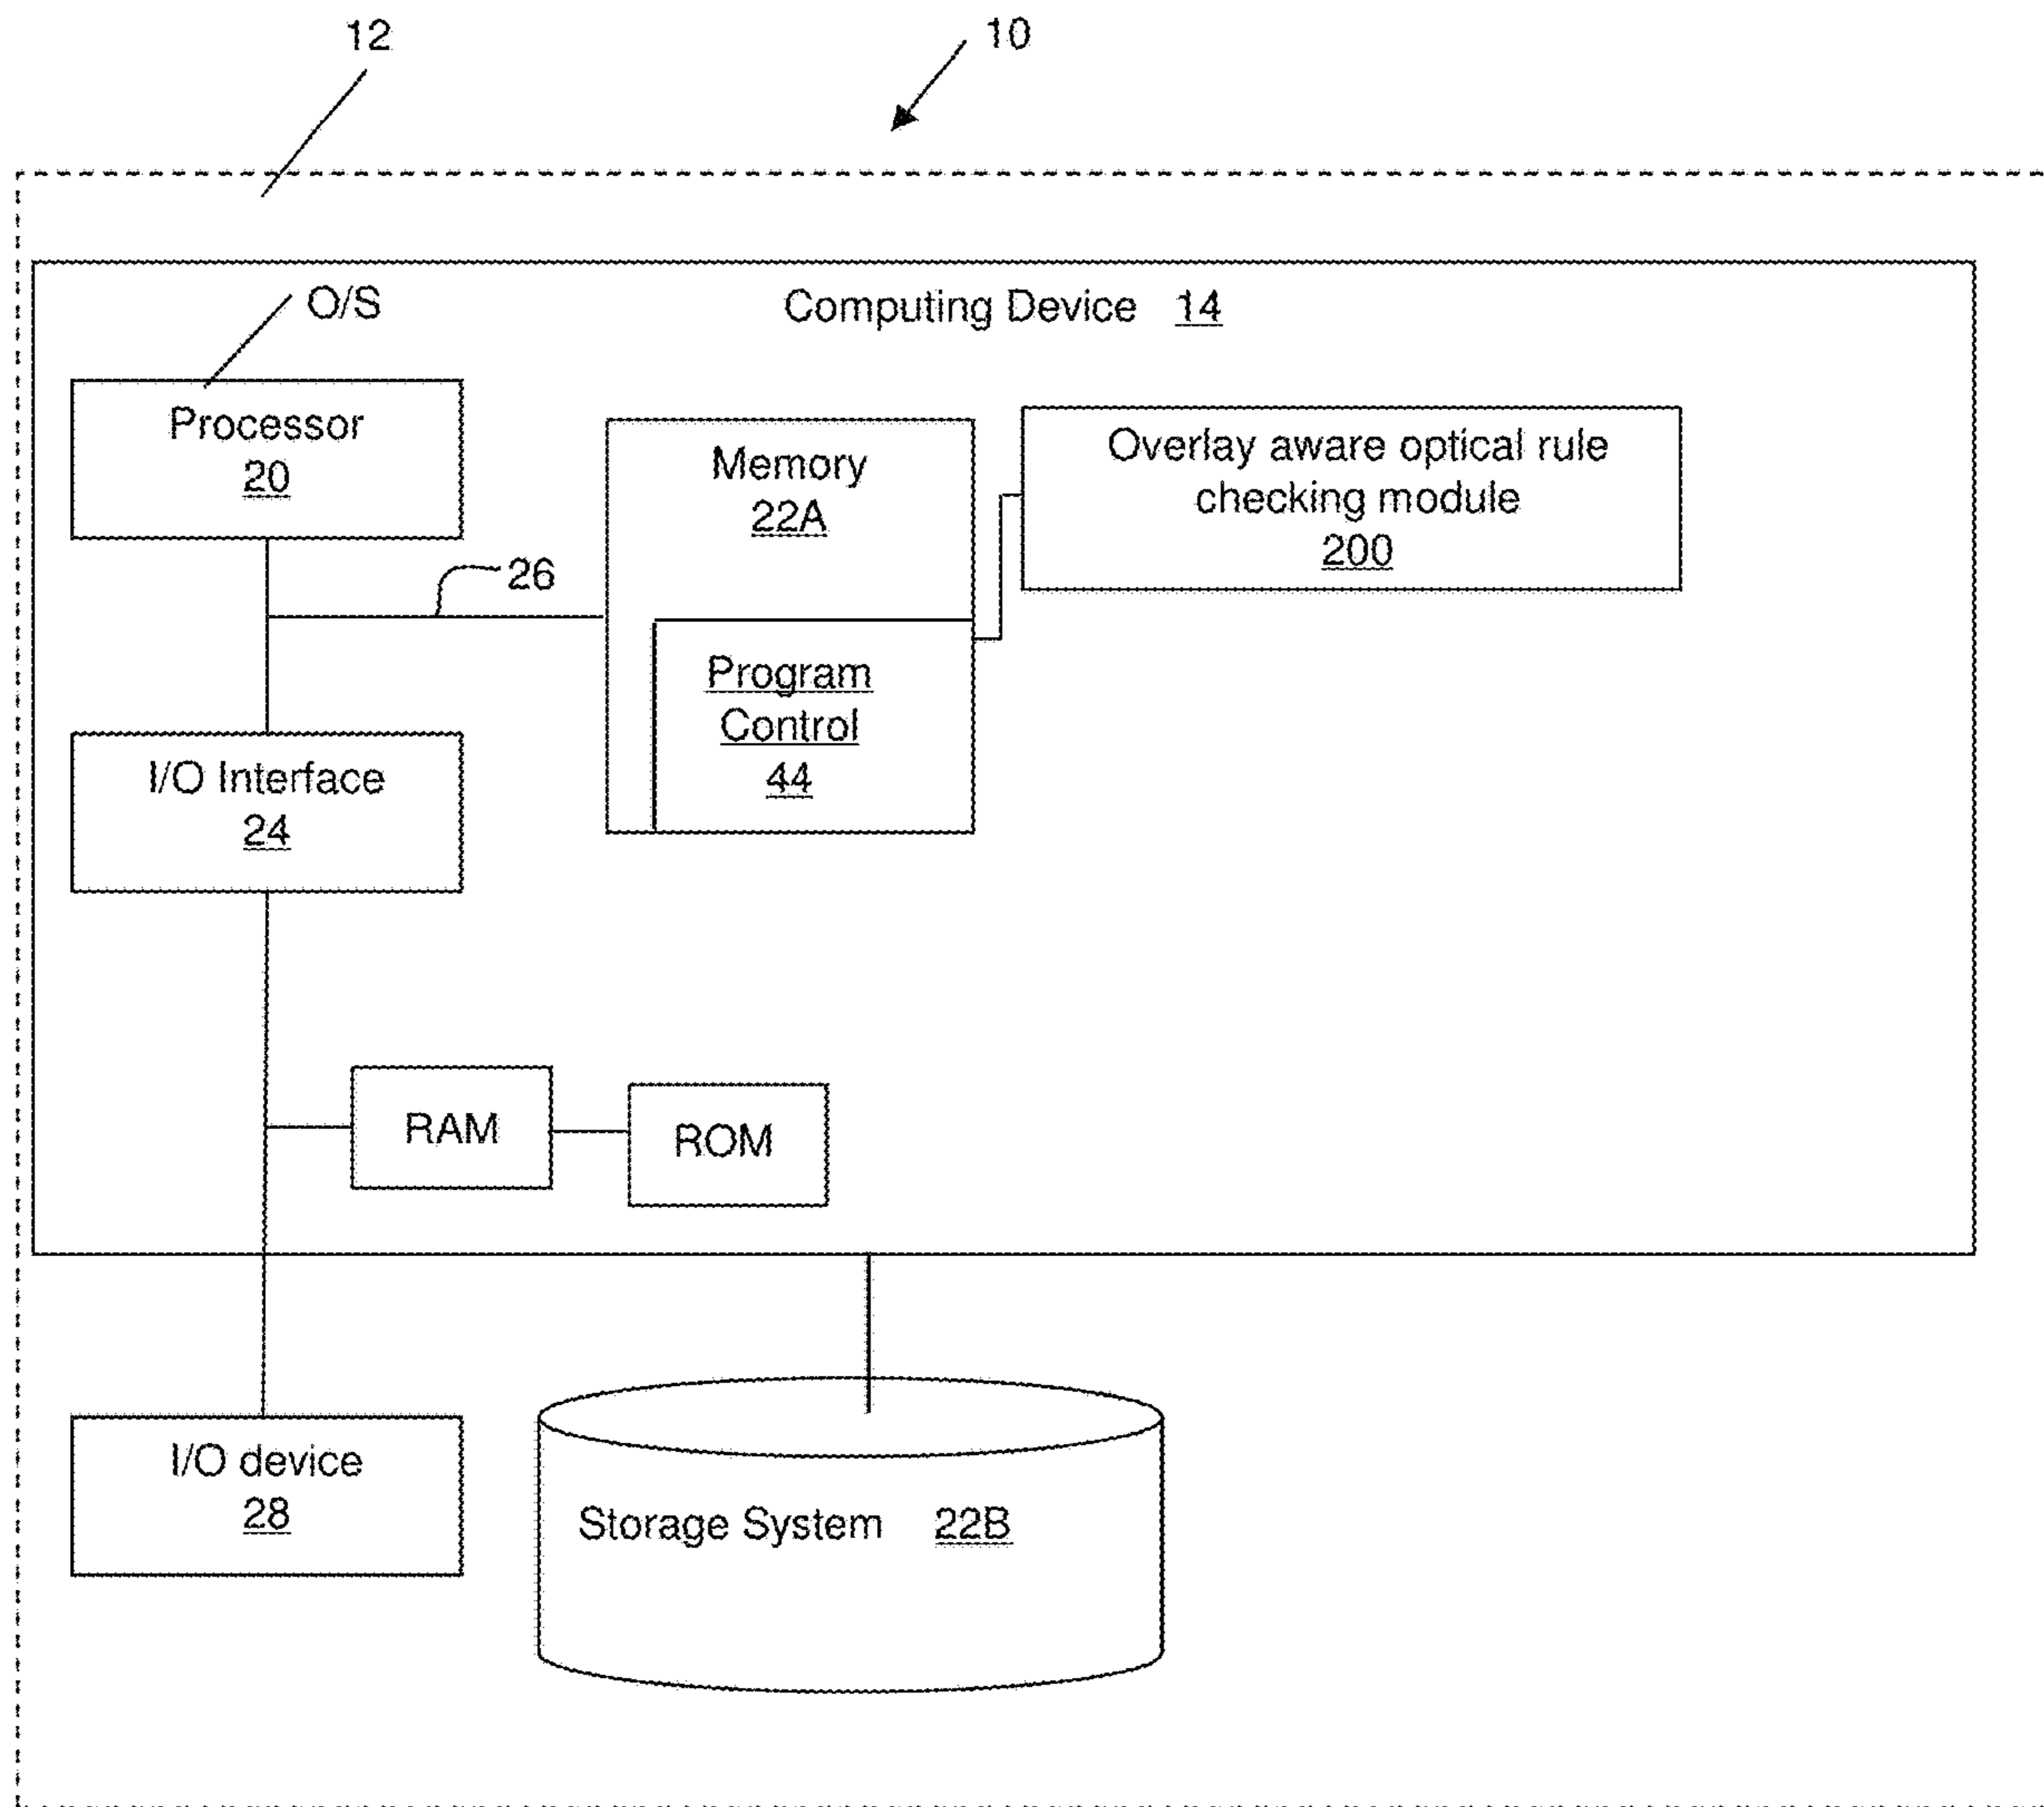 12
10
O/S
Computing Device 14
Processor
20
Memory
22A
Overlay aware optical rule
checking module
200
26
Program
Control
44
I/O Interface
24
RAM
ROM
I/O device
28
Storage System 22B